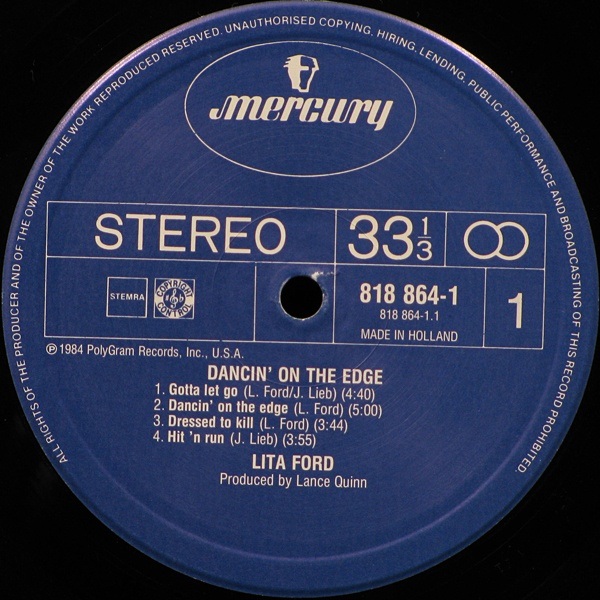 ALL RIGHTS OF THE PRODUCER AND OF THE OWNER OF THE WORK REPRODUCED RESERVED. UNAUTHORISED COPYING, HIRING, LENDING, PUBLIC PERFORMANCE AND BROADCASTING OF THIS RECORD PROHIBITED.
mercury
STEREO 33 1/3
STEMRA
COPYRIGHT CONTROL
818 864-1
818 864-1.1
MADE IN HOLLAND
1
℗ 1984 PolyGram Records, Inc., U.S.A.
DANCIN' ON THE EDGE
1. Gotta let go (L. Ford/J. Lieb) (4:40)
2. Dancin' on the edge (L. Ford) (5:00)
3. Dressed to kill (L. Ford) (3:44)
4. Hit 'n run (J. Lieb) (3:55)
LITA FORD
Produced by Lance Quinn